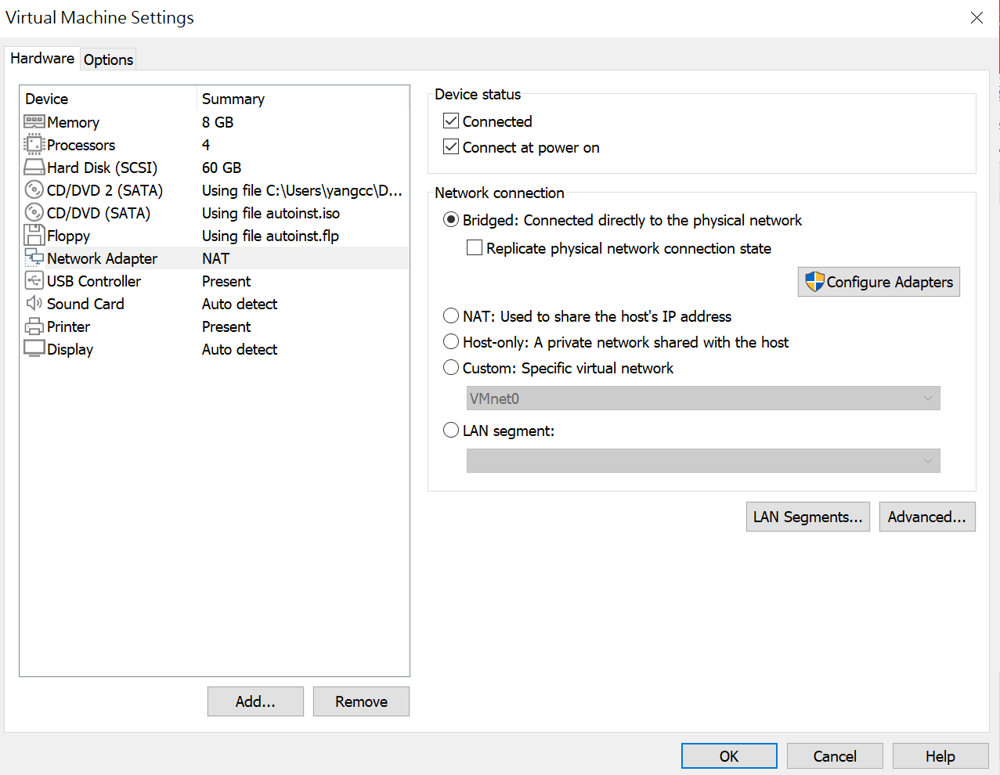 Virtual Machine Settings
Hardware Options
Device Summary
Memory 8 GB
Processors 4
Hard Disk (SCSI) 60 GB
CD/DVD 2 (SATA) Using file C:\Users\yangcc\D...
CD/DVD (SATA) Using file autoinst.iso
Floppy Using file autoinst.flp
Network Adapter NAT
USB Controller Present
Sound Card Auto detect
Printer Present
Display Auto detect
Add... Remove
Device status
Connected
Connect at power on
Network connection
Bridged: Connected directly to the physical network
Replicate physical network connection state
Configure Adapters
NAT: Used to share the host's IP address
Host-only: A private network shared with the host
Custom: Specific virtual network
VMnet0
LAN segment:
LAN Segments... Advanced...
OK Cancel Help